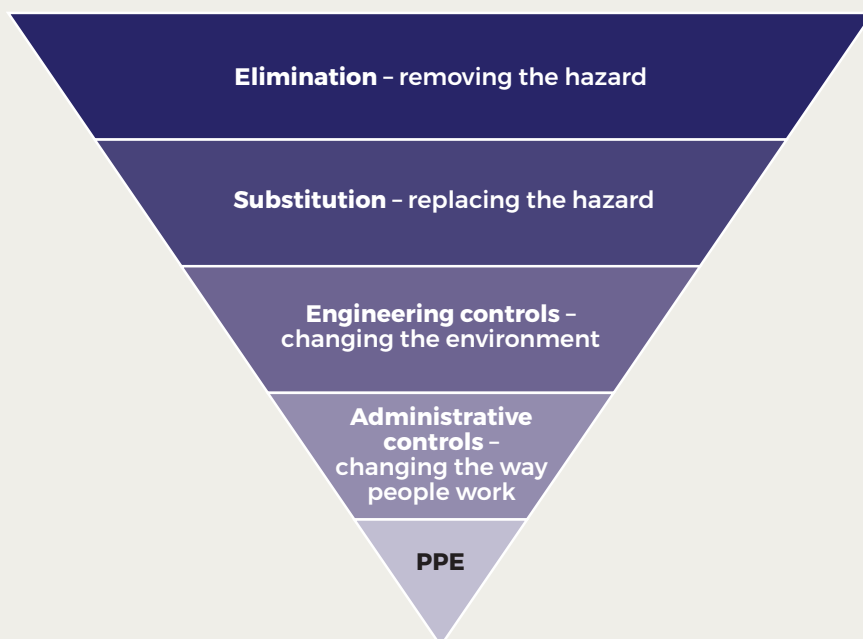 Elimination – removing the hazard
Substitution – replacing the hazard
Engineering controls –
changing the environment
Administrative
controls –
changing the way
people work
PPE